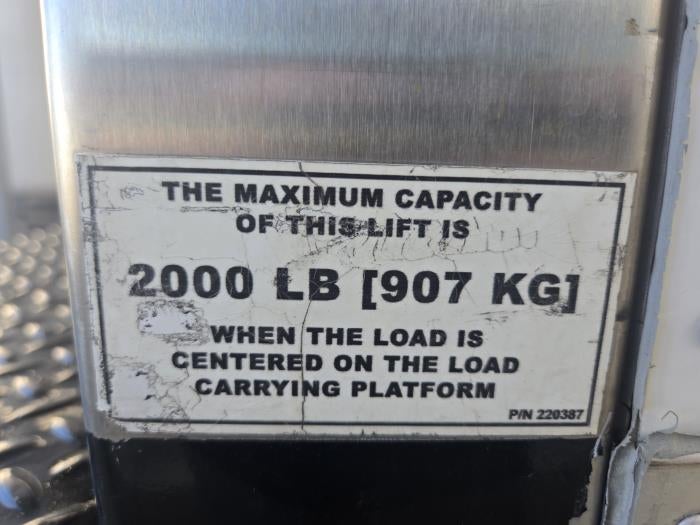 THE MAXIMUM CAPACITY
OF THIS LIFT IS
2000 LB [907 KG]
WHEN THE LOAD IS
CENTERED ON THE LOAD
CARRYING PLATFORM
P/N 220387